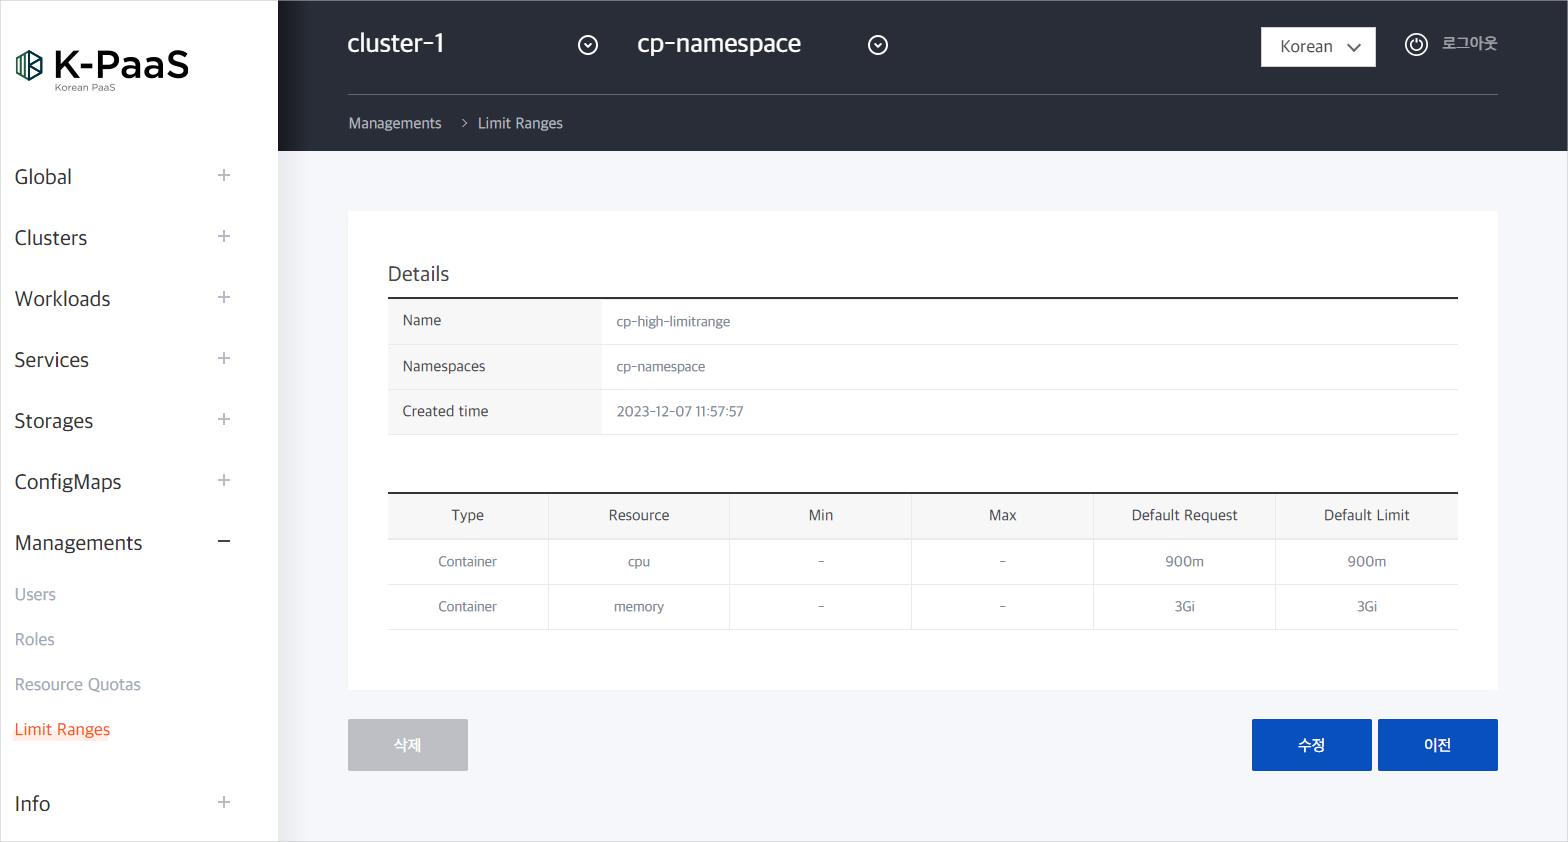 K-PaaS
Korean PaaS
Global
Clusters
Workloads
Services
Storages
ConfigMaps
Managements
Users
Roles
Resource Quotas
Limit Ranges
Info
cluster-1 cp-namespace Korean 로그아웃
Managements > Limit Ranges
Details
Name cp-high-limitrange
Namespaces cp-namespace
Created time 2023-12-07 11:57:57
Type Resource Min Max Default Request Default Limit
Container cpu - - 900m 900m
Container memory - - 3Gi 3Gi
삭제 수정 이전